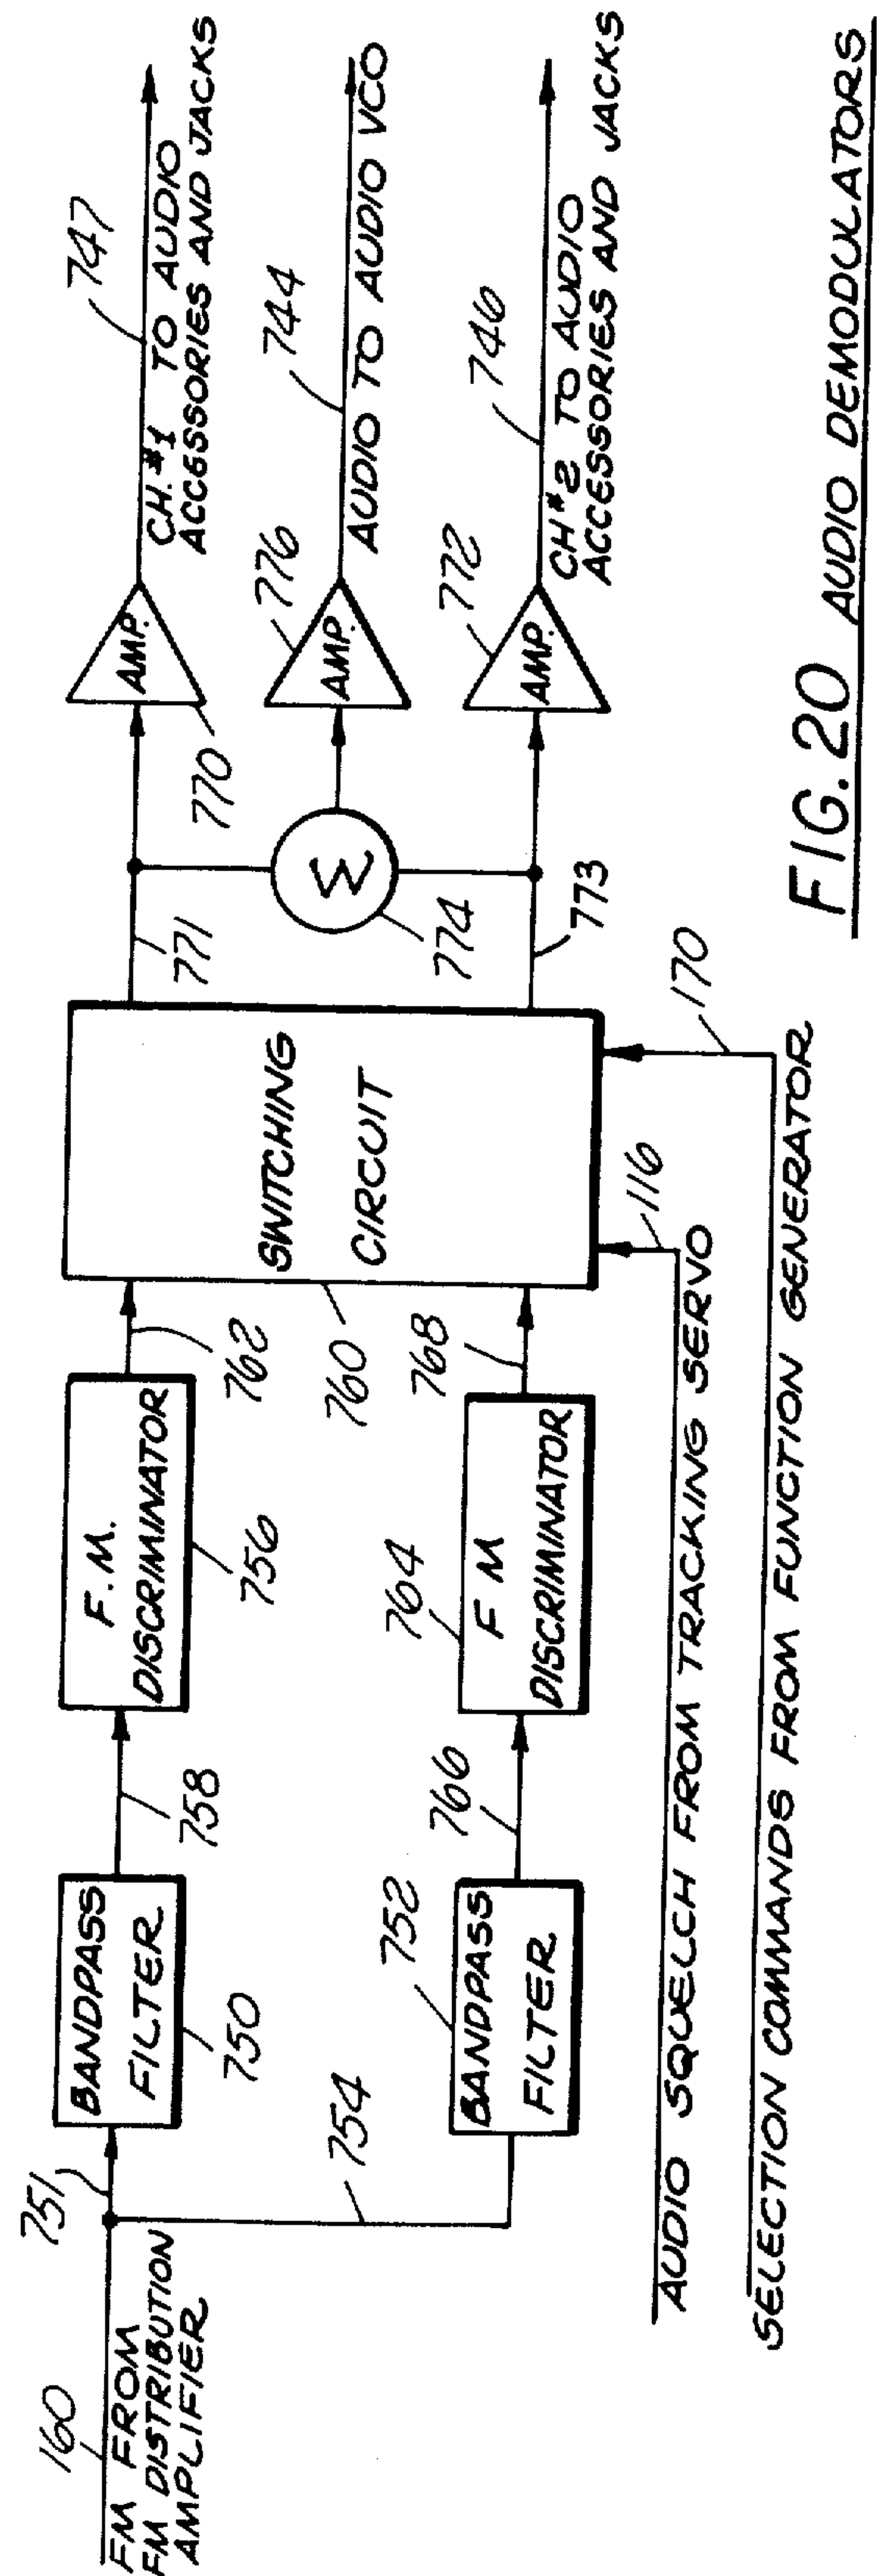 160
FM FROM
FM DISTRIBUTION
AMPLIFIER
751
BANDPASS
FILTER
750
754
752
BANDPASS
FILTER
758
766
F.M.
DISCRIMINATOR
756
764
F M
DISCRIMINATOR
762
768
760
SWITCHING
CIRCUIT
116
170
AUDIO SQUELCH FROM TRACKING SERVO
SELECTION COMMANDS FROM FUNCTION GENERATOR
771
773
Σ
774
AMP.
770
AMP.
776
AMP.
772
747
CH. #1 TO AUDIO
ACCESSORIES AND JACKS
744
AUDIO TO AUDIO VCO
746
CH #2 TO AUDIO
ACCESSORIES AND JACKS
FIG. 20 AUDIO DEMODULATORS